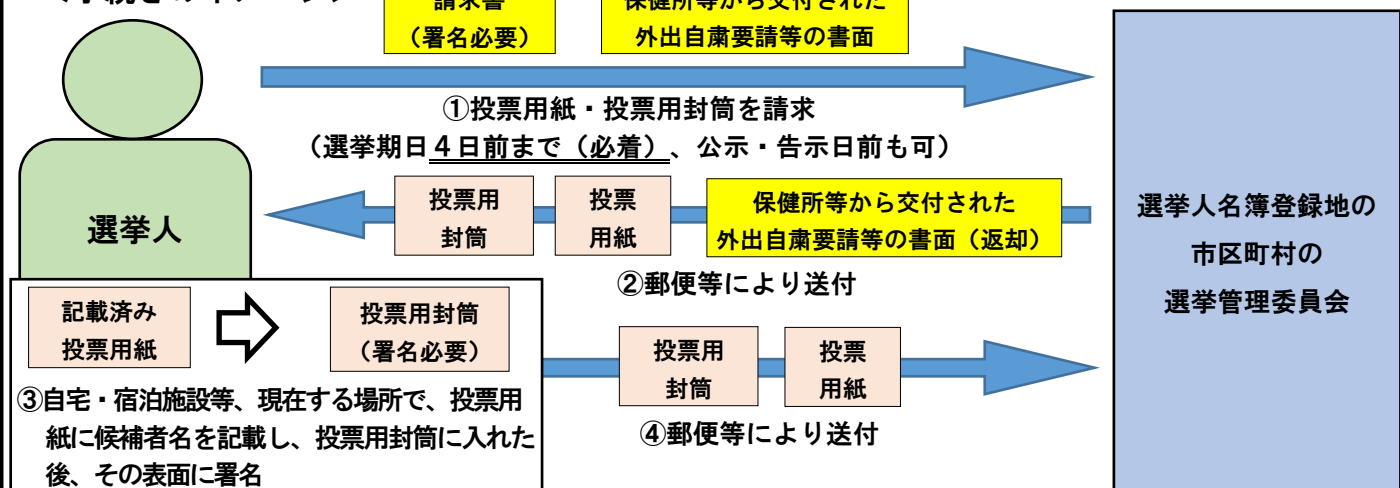 請求書
（署名必要）
保健所等から交付された
外出自粛要請等の書面
①投票用紙・投票用封筒を請求
（選挙期日４日前まで（必着）、公示・告示日前も可）
選挙人
投票用
封筒
投票
用紙
保健所等から交付された
外出自粛要請等の書面（返却）
②郵便等により送付
選挙人名簿登録地の
市区町村の
選挙管理委員会
記載済み
投票用紙
投票用封筒
（署名必要）
③自宅・宿泊施設等、現在する場所で、投票用
紙に候補者名を記載し、投票用封筒に入れた
後、その表面に署名
投票用
封筒
投票
用紙
④郵便等により送付